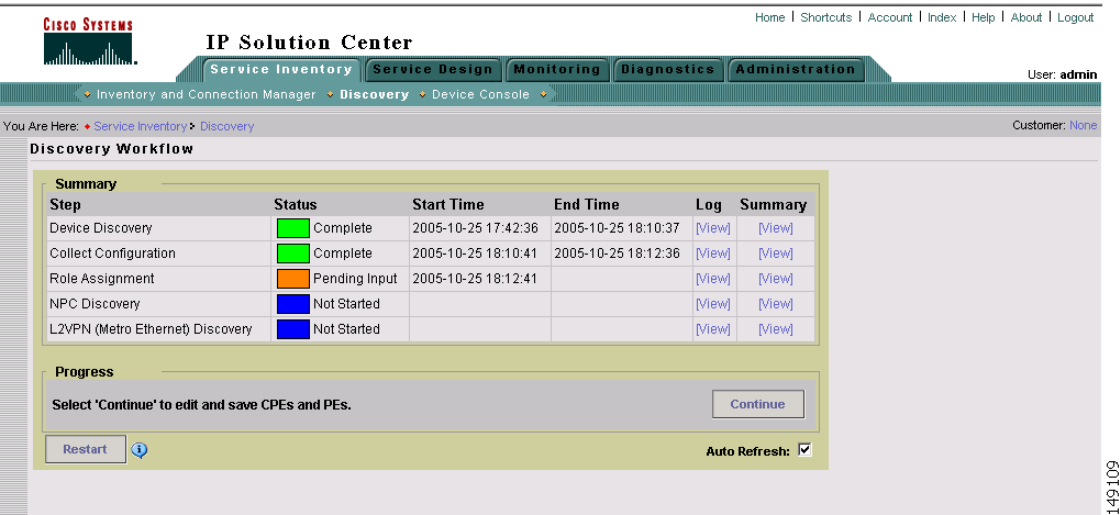 Home | Shortcuts | Account | Index | Help | About | Logout
CISCO SYSTEMS
IP Solution Center
Service Inventory Service Design Monitoring Diagnostics Administration
User: admin
Inventory and Connection Manager Discovery Device Console
You Are Here: Service Inventory Discovery Customer: None
Discovery Workflow
Summary
Step Status Start Time End Time Log Summary
Device Discovery Complete 2005-10-25 17:42:36 2005-10-25 18:10:37 [View] [View]
Collect Configuration Complete 2005-10-25 18:10:41 2005-10-25 18:12:36 [View] [View]
Role Assignment Pending Input 2005-10-25 18:12:41 [View] [View]
NPC Discovery Not Started [View] [View]
L2VPN (Metro Ethernet) Discovery Not Started [View] [View]
Progress
Select 'Continue' to edit and save CPEs and PEs. Continue
Restart Auto Refresh:
149109